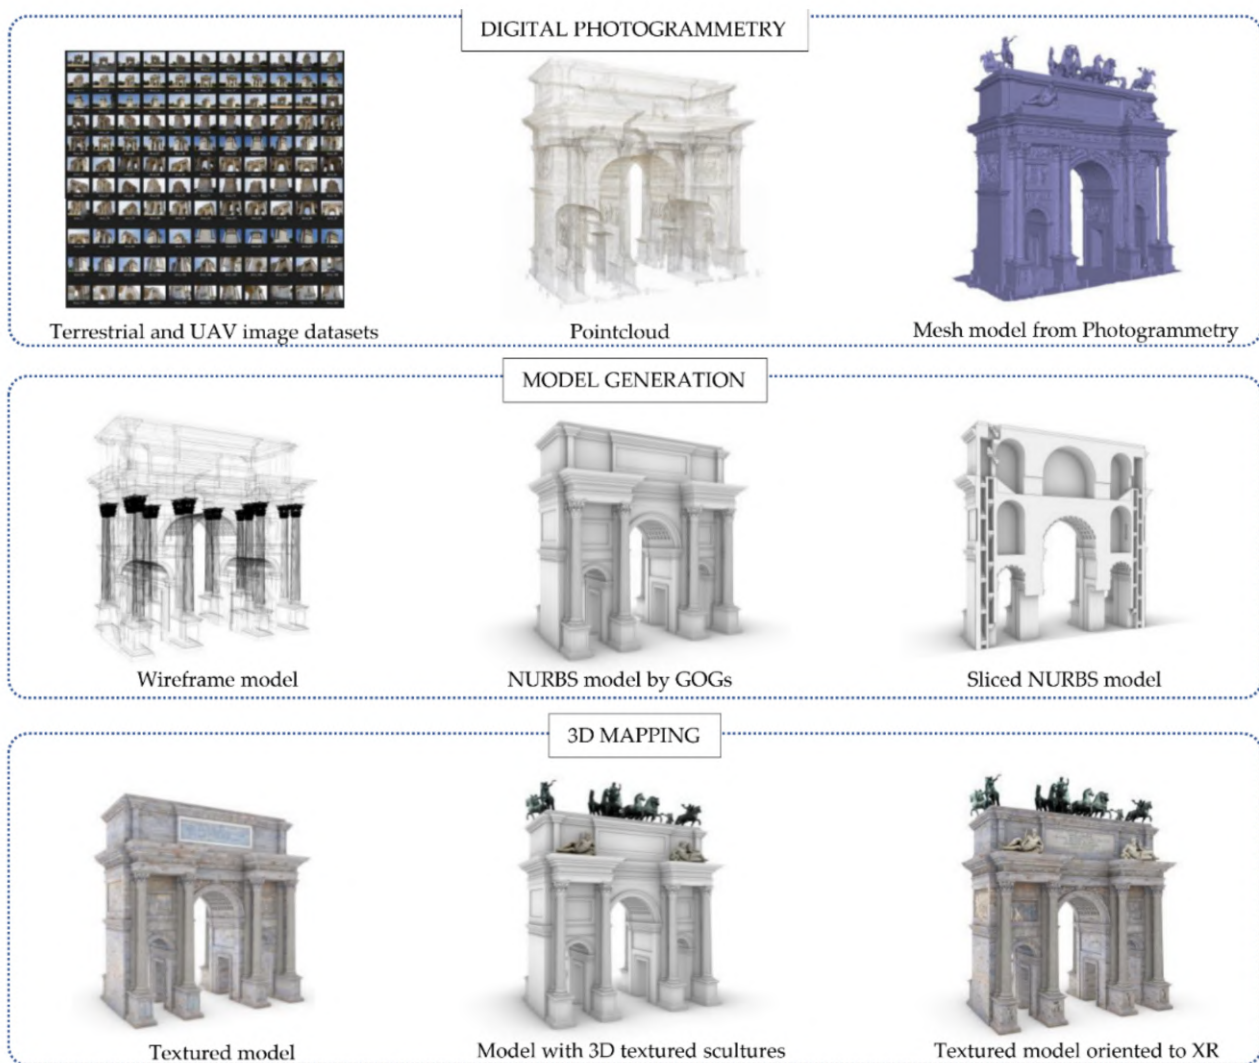 DIGITAL PHOTOGRAMMETRY
Terrestrial and UAV image datasets
Pointcloud
Mesh model from Photogrammetry
MODEL GENERATION
Wireframe model
NURBS model by GOGs
Sliced NURBS model
3D MAPPING
Textured model
Model with 3D textured scultures
Textured model oriented to XR